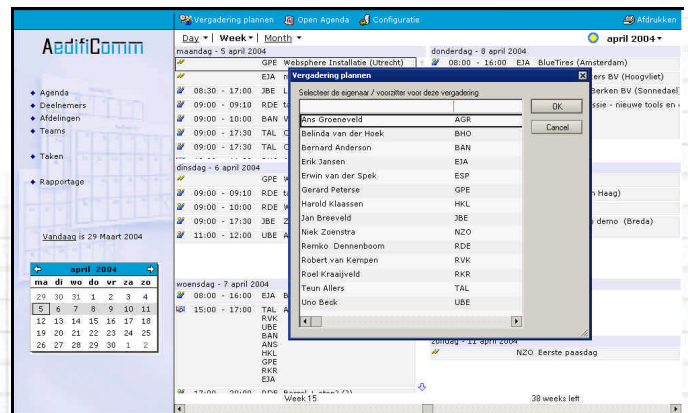 Vergadering plannen Open Agenda Configuratie Afdrukken
AedifiComm
Day Week Month april 2004
Agenda
Deelnemers
Afdelingen
Teams
Taken
Rapportage
Vandaag is 29 Maart 2004
april 2004
ma di wo do vr za zo
29 30 31 1 2 3 4
5 6 7 8 9 10 11
12 13 14 15 16 17 18
19 20 21 22 23 24 25
26 27 28 29 30 1 2
maandag - 5 april 2004
GPE Websphere Installatie (Utrecht)
EJA
08:30 - 17:00 JBE
09:00 - 09:10 RDE
09:00 - 10:00 BAN
09:00 - 17:30 TAL
09:00 - 17:30 TAL
dinsdag - 6 april 2004
GPE
09:00 - 09:10 RDE
09:00 - 10:00 RDE
09:00 - 17:30 JBE
11:00 - 12:00 UBE
woensdag - 7 april 2004
08:00 - 16:00 EJA
15:00 - 17:00 TAL
RVK
UBE
BAN
ANS
HKL
GPE
RKR
EJA
donderdag - 8 april 2004
08:00 - 16:00 EJA BlueTires (Amsterdam)
BV (Hoogvliet)
Berken BV (Sonnedael)
- nieuwe tools en
Haag)
demo (Breda)
zondag - 11 april 2004
NZO Eerste paasdag
Week 15 38 weeks left
Vergadering plannen
Selecteer de eigenaar / voorzitter voor deze vergadering
OK
Cancel
Ans Groeneveld AGR
Belinda van der Hoek BHO
Bernard Anderson BAN
Erik Jansen EJA
Erwin van der Spek ESP
Gerard Peterse GPE
Harold Klaassen HKL
Jan Breeveld JBE
Niek Zoenstra NZO
Remko Dennenboom RDE
Robert van Kempen RVK
Roel Kraaijveld RKR
Teun Allers TAL
Uno Beck UBE